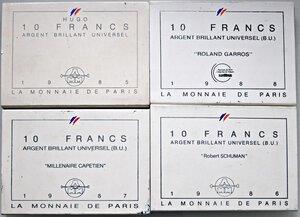 HUGO
10 FRANCS
ARGENT BRILLANT UNIVERSEL
1 9 8 5
LA MONNAIE DE PARIS
10 FRANCS
ARGENT BRILLANT UNIVERSEL (B.U.)
"ROLAND GARROS"
1 9 8 8
LA MONNAIE DE PARIS
10 FRANCS
ARGENT BRILLANT UNIVERSEL (B.U.)
"MILLENAIRE CAPETIEN"
1 9 8 7
LA MONNAIE DE PARIS
10 FRANCS
ARGENT BRILLANT UNIVERSEL (B.U.)
"Robert SCHUMAN"
1 9 8 6
LA MONNAIE DE PARIS